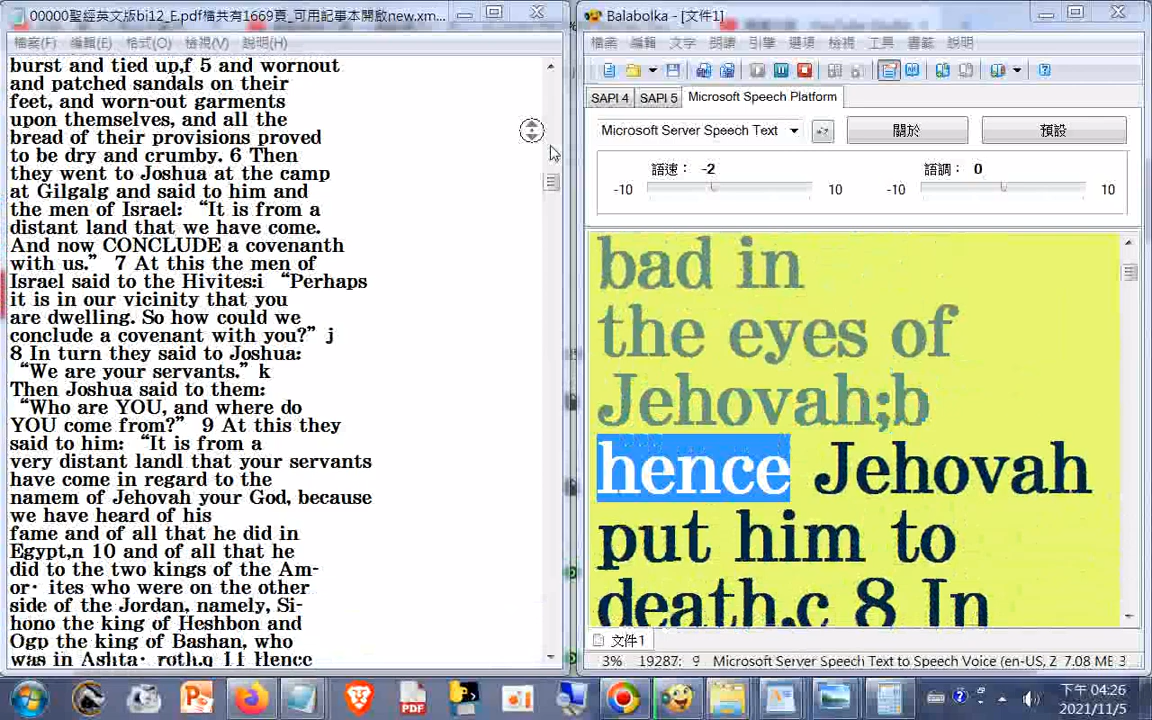 00000聖經英文版bi12_E.pdf檔共有1669頁_可用記事本開啟new.xm...
檔案(F) 編輯(E) 格式(O) 檢視(V) 說明(H)
burst and tied up,f 5 and wornout
and patched sandals on their
feet, and worn-out garments
upon themselves, and all the
bread of their provisions proved
to be dry and crumby. 6 Then
they went to Joshua at the camp
at Gilgalg and said to him and
the men of Israel: “It is from a
distant land that we have come.
And now CONCLUDE a covenanth
with us.” 7 At this the men of
Israel said to the Hivites:i “Perhaps
it is in our vicinity that you
are dwelling. So how could we
conclude a covenant with you?” j
8 In turn they said to Joshua:
“We are your servants.” k
Then Joshua said to them:
“Who are YOU, and where do
YOU come from?” 9 At this they
said to him: “It is from a
very distant landl that your servants
have come in regard to the
namem of Jehovah your God, because
we have heard of his
fame and of all that he did in
Egypt,n 10 and of all that he
did to the two kings of the Am-
or· ites who were on the other
side of the Jordan, namely, Si-
hono the king of Heshbon and
Ogp the king of Bashan, who
was in Ashta· roth,q 11 Hence
Balabolka - [文件1]
檔案 編輯 文字 朗讀 引擎 選項 檢視 工具 書籤 說明
SAPI 4 SAPI 5 Microsoft Speech Platform
Microsoft Server Speech Text 關於 預設
語速： -2 語調： 0
-10 10 -10 10
bad in
the eyes of
Jehovah;b
hence Jehovah
put him to
death,c 8 In
文件1
3% 19287: 9 Microsoft Server Speech Text to Speech Voice (en-US, Z 7.08 MB 3
下午 04:26
2021/11/5